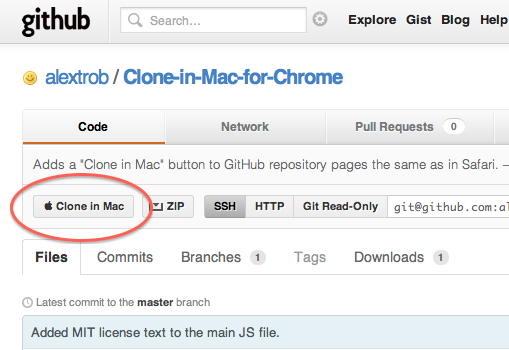 github Search... Explore Gist Blog Help
alextrob / Clone-in-Mac-for-Chrome
Code Network Pull Requests 0
Adds a "Clone in Mac" button to GitHub repository pages the same as in Safari. —
Clone in Mac ZIP SSH HTTP Git Read-Only git@github.com:al
Files Commits Branches 1 Tags Downloads 1
Latest commit to the master branch
Added MIT license text to the main JS file.